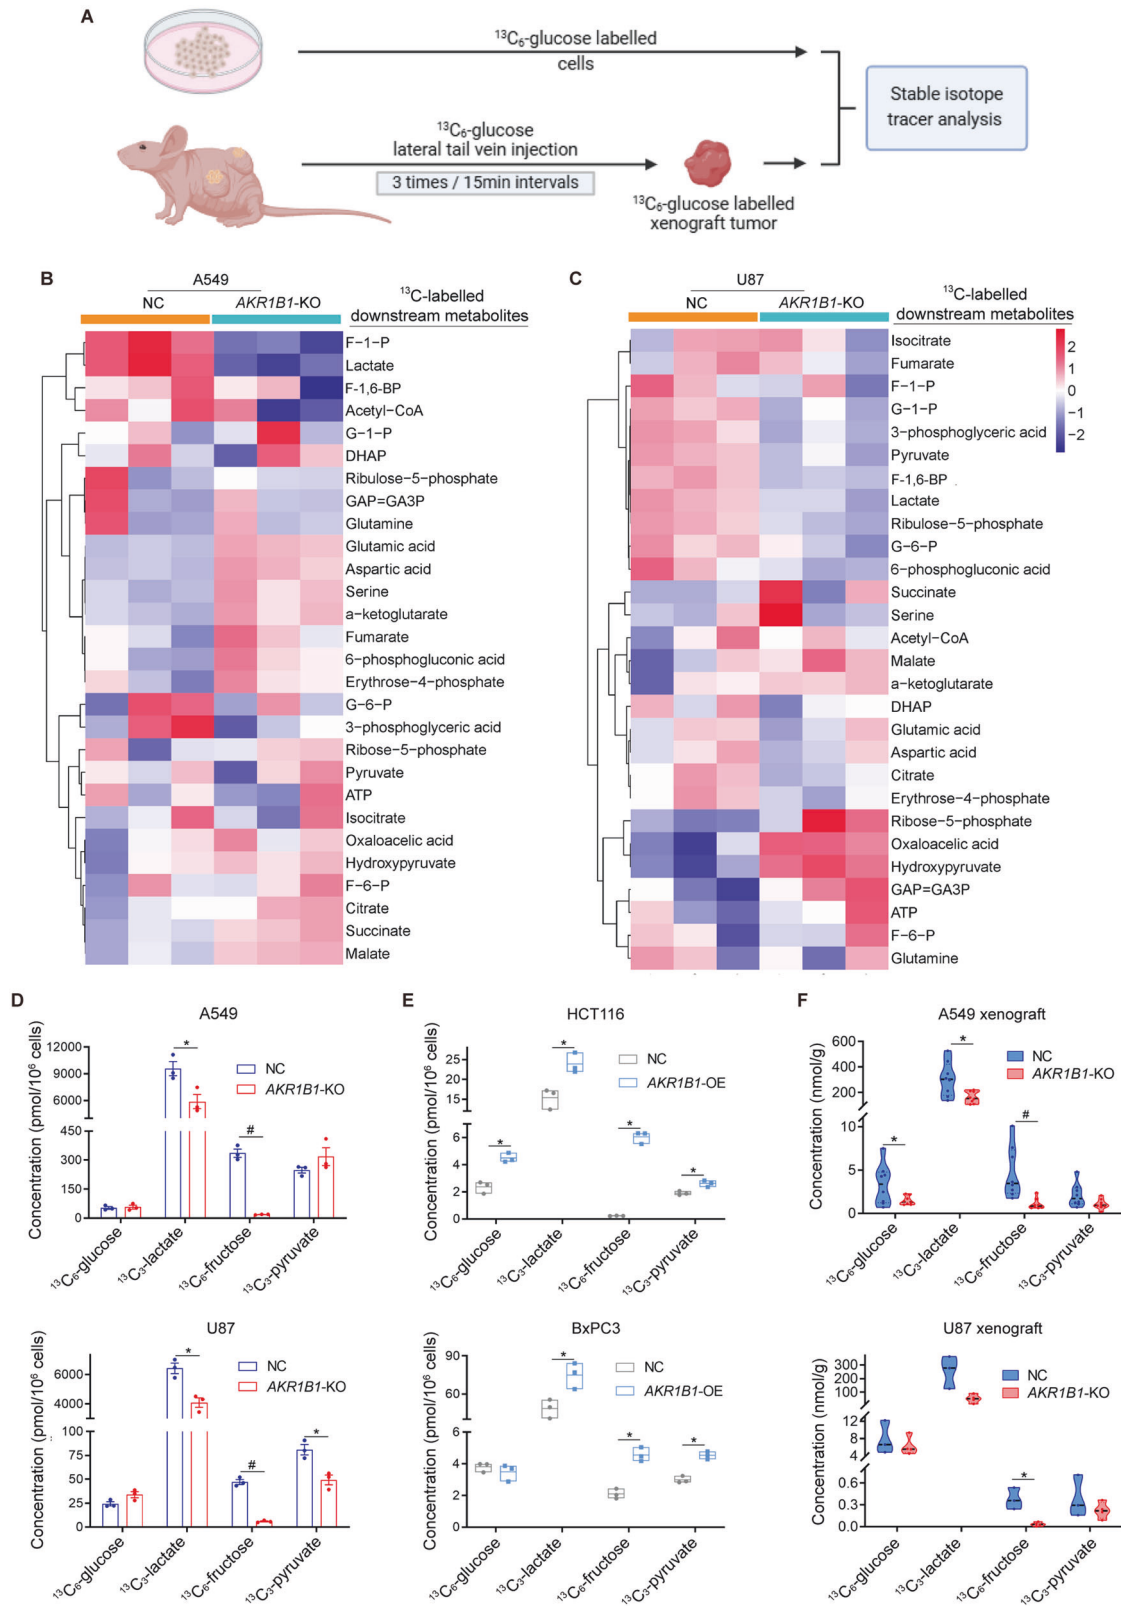 A
¹³C₆-glucose labelled
cells
¹³C₆-glucose
lateral tail vein injection
3 times / 15min intervals
¹³C₆-glucose labelled
xenograft tumor
Stable isotope
tracer analysis
B
A549
NC
AKR1B1-KO
¹³C-labelled
downstream metabolites
F−1−P
Lactate
F-1,6-BP
Acetyl−CoA
G−1−P
DHAP
Ribulose−5−phosphate
GAP=GA3P
Glutamine
Glutamic acid
Aspartic acid
Serine
a−ketoglutarate
Fumarate
6−phosphogluconic acid
Erythrose−4−phosphate
G−6−P
3−phosphoglyceric acid
Ribose−5−phosphate
Pyruvate
ATP
Isocitrate
Oxaloacelic acid
Hydroxypyruvate
F−6−P
Citrate
Succinate
Malate
C
U87
NC
AKR1B1-KO
¹³C-labelled
downstream metabolites
Isocitrate
Fumarate
F−1−P
G−1−P
3−phosphoglyceric acid
Pyruvate
F-1,6-BP
Lactate
Ribulose−5−phosphate
G−6−P
6−phosphogluconic acid
Succinate
Serine
Acetyl−CoA
Malate
a−ketoglutarate
DHAP
Glutamic acid
Aspartic acid
Citrate
Erythrose−4−phosphate
Ribose−5−phosphate
Oxaloacelic acid
Hydroxypyruvate
GAP=GA3P
ATP
F−6−P
Glutamine
2
1
0
−1
−2
D
A549
Concentration (pmol/10⁶ cells)
12000
9000
6000
450
300
150
0
*
#
NC
AKR1B1-KO
¹³C₆-glucose
¹³C₃-lactate
¹³C₆-fructose
¹³C₃-pyruvate
U87
Concentration (pmol/10⁶ cells)
6000
4000
100
75
50
25
0
*
#
*
NC
AKR1B1-KO
¹³C₆-glucose
¹³C₃-lactate
¹³C₆-fructose
¹³C₃-pyruvate
E
HCT116
Concentration (pmol/10⁶ cells)
25
20
15
6
4
2
0
*
*
*
*
NC
AKR1B1-OE
¹³C₆-glucose
¹³C₃-lactate
¹³C₆-fructose
¹³C₃-pyruvate
BxPC3
Concentration (pmol/10⁶ cells)
90
60
6
4
2
0
*
*
*
NC
AKR1B1-OE
¹³C₆-glucose
¹³C₃-lactate
¹³C₆-fructose
¹³C₃-pyruvate
F
A549 xenograft
Concentration (nmol/g)
600
400
200
10
5
0
*
*
#
NC
AKR1B1-KO
¹³C₆-glucose
¹³C₃-lactate
¹³C₆-fructose
¹³C₃-pyruvate
U87 xenograft
Concentration (nmol/g)
300
200
100
12
8
4
0.6
0.3
0.0
*
NC
AKR1B1-KO
¹³C₆-glucose
¹³C₃-lactate
¹³C₆-fructose
¹³C₃-pyruvate